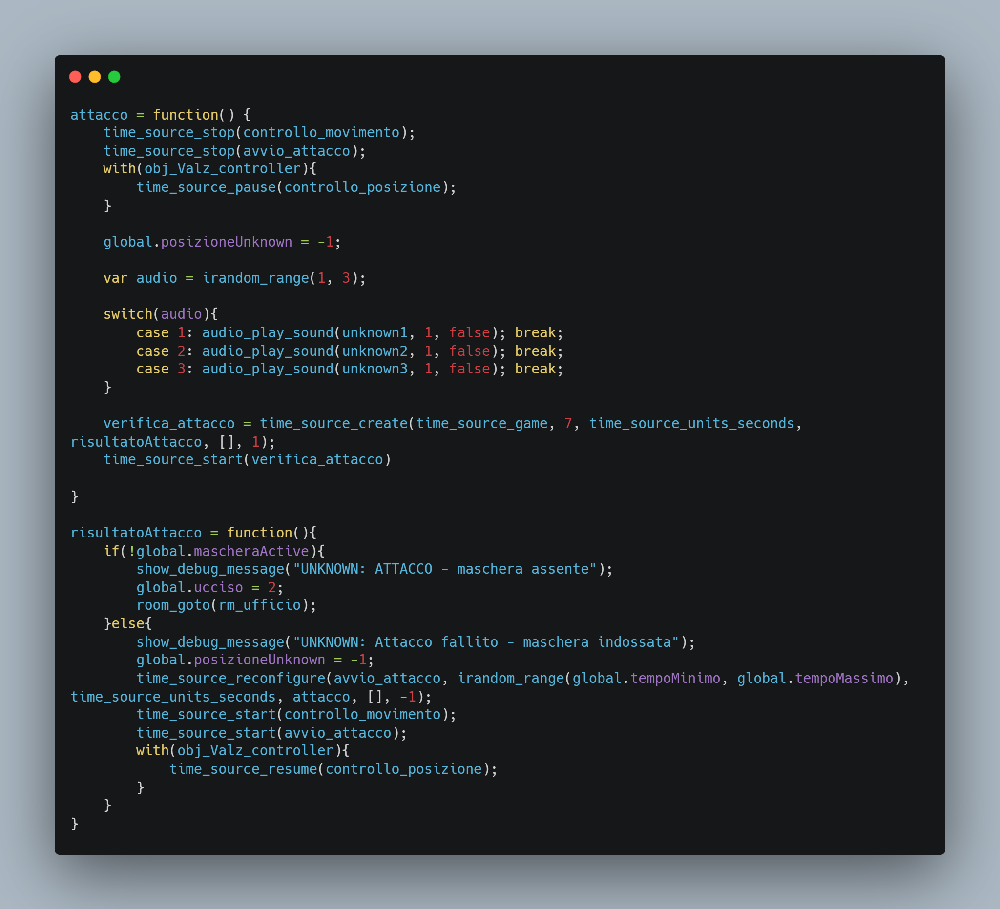 attacco = function() {
    time_source_stop(controllo_movimento);
    time_source_stop(avvio_attacco);
    with(obj_Valz_controller){
        time_source_pause(controllo_posizione);
    }

    global.posizioneUnknown = -1;

    var audio = irandom_range(1, 3);

    switch(audio){
        case 1: audio_play_sound(unknown1, 1, false); break;
        case 2: audio_play_sound(unknown2, 1, false); break;
        case 3: audio_play_sound(unknown3, 1, false); break;
    }

    verifica_attacco = time_source_create(time_source_game, 7, time_source_units_seconds,
risultatoAttacco, [], 1);
    time_source_start(verifica_attacco)

}

risultatoAttacco = function(){
    if(!global.mascheraActive){
        show_debug_message("UNKNOWN: ATTACCO - maschera assente");
        global.ucciso = 2;
        room_goto(rm_ufficio);
    }else{
        show_debug_message("UNKNOWN: Attacco fallito - maschera indossata");
        global.posizioneUnknown = -1;
        time_source_reconfigure(avvio_attacco, irandom_range(global.tempoMinimo, global.tempoMassimo),
time_source_units_seconds, attacco, [], -1);
        time_source_start(controllo_movimento);
        time_source_start(avvio_attacco);
        with(obj_Valz_controller){
            time_source_resume(controllo_posizione);
        }
    }
}